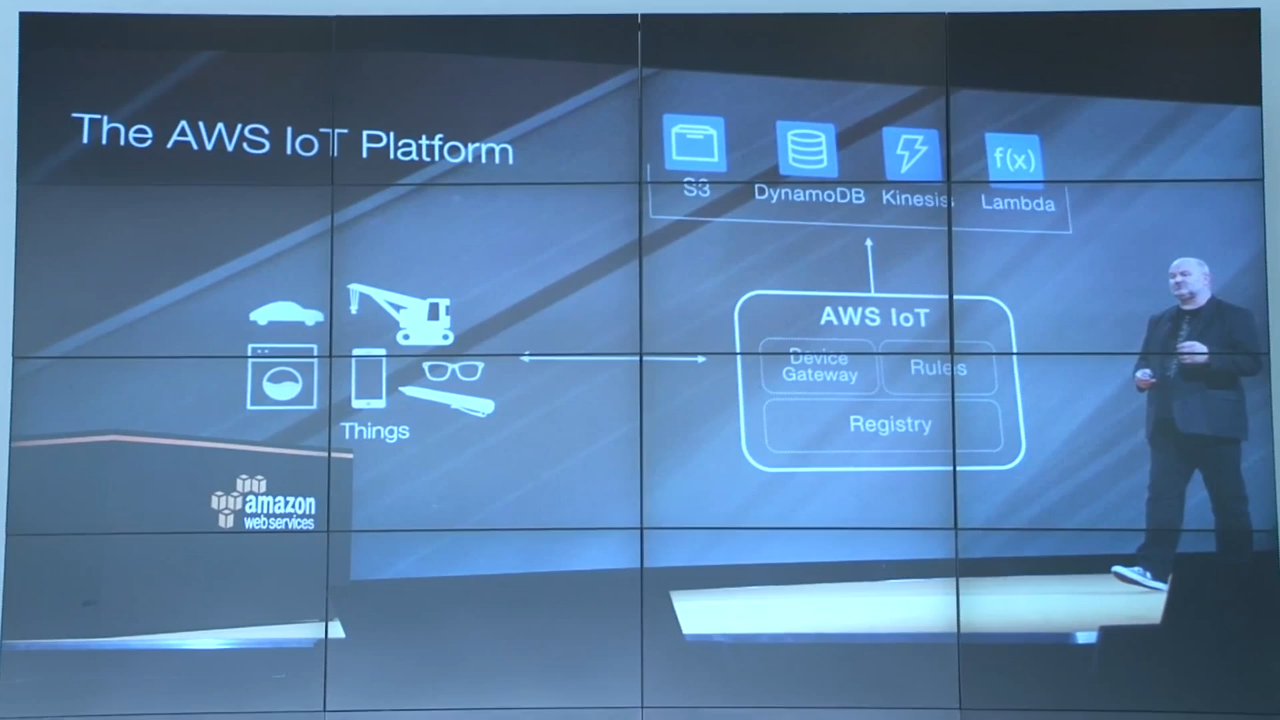 The AWS IoT Platform
f(x)
S3
DynamoDB
Kinesis
Lambda
AWS IoT
Device
Gateway
Rules
Registry
Things
amazon
web services